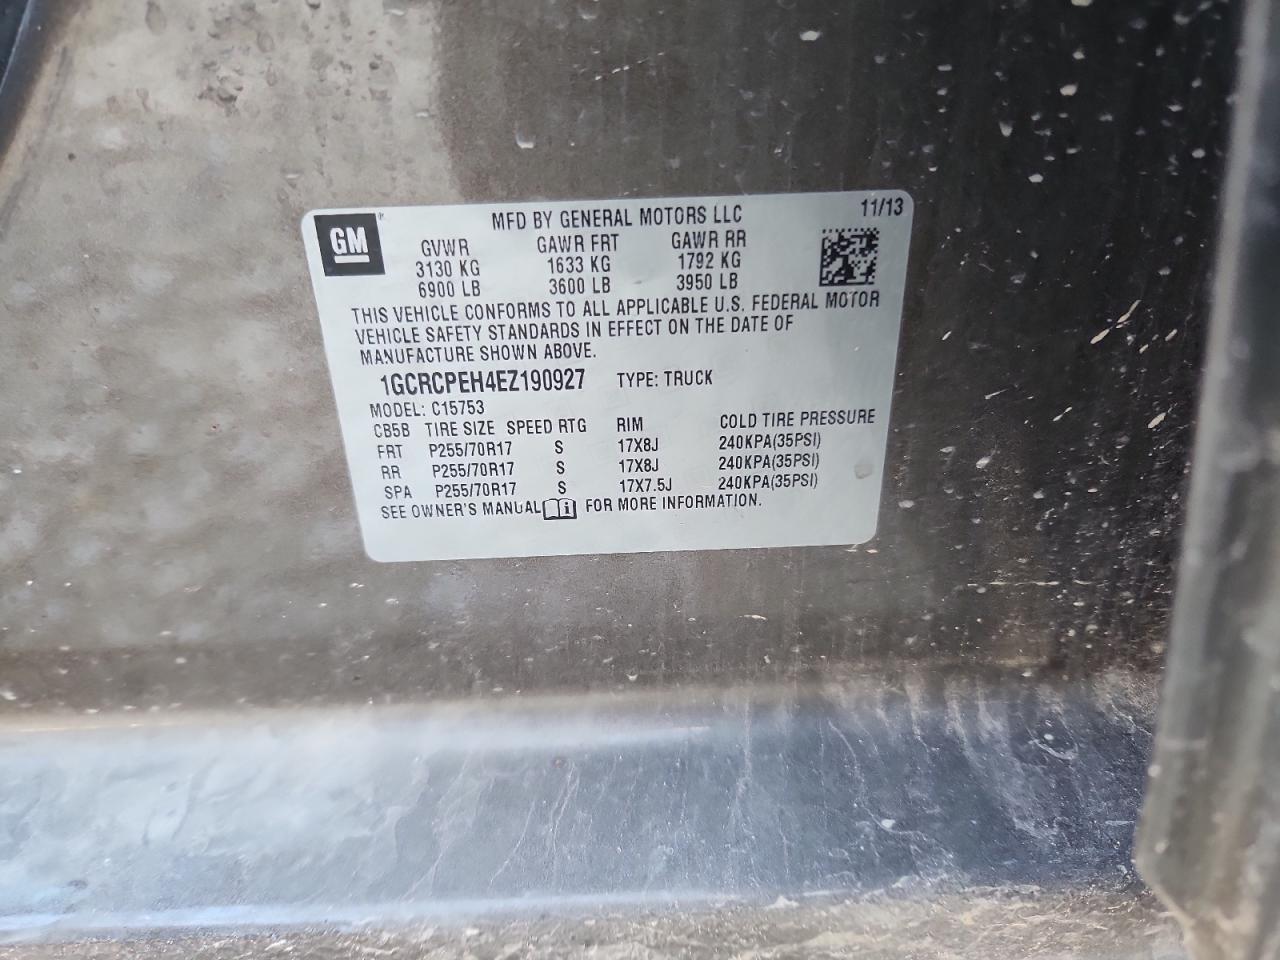 GM
MFD BY GENERAL MOTORS LLC 11/13
GVWR GAWR FRT GAWR RR
3130 KG 1633 KG 1792 KG
6900 LB 3600 LB 3950 LB
THIS VEHICLE CONFORMS TO ALL APPLICABLE U.S. FEDERAL MOTOR
VEHICLE SAFETY STANDARDS IN EFFECT ON THE DATE OF
MANUFACTURE SHOWN ABOVE.
1GCRCPEH4EZ190927 TYPE: TRUCK
MODEL: C15753
CB5B TIRE SIZE SPEED RTG RIM COLD TIRE PRESSURE
FRT P255/70R17 S 17X8J 240KPA(35PSI)
RR P255/70R17 S 17X8J 240KPA(35PSI)
SPA P255/70R17 S 17X7.5J 240KPA(35PSI)
SEE OWNER'S MANUAL i FOR MORE INFORMATION.